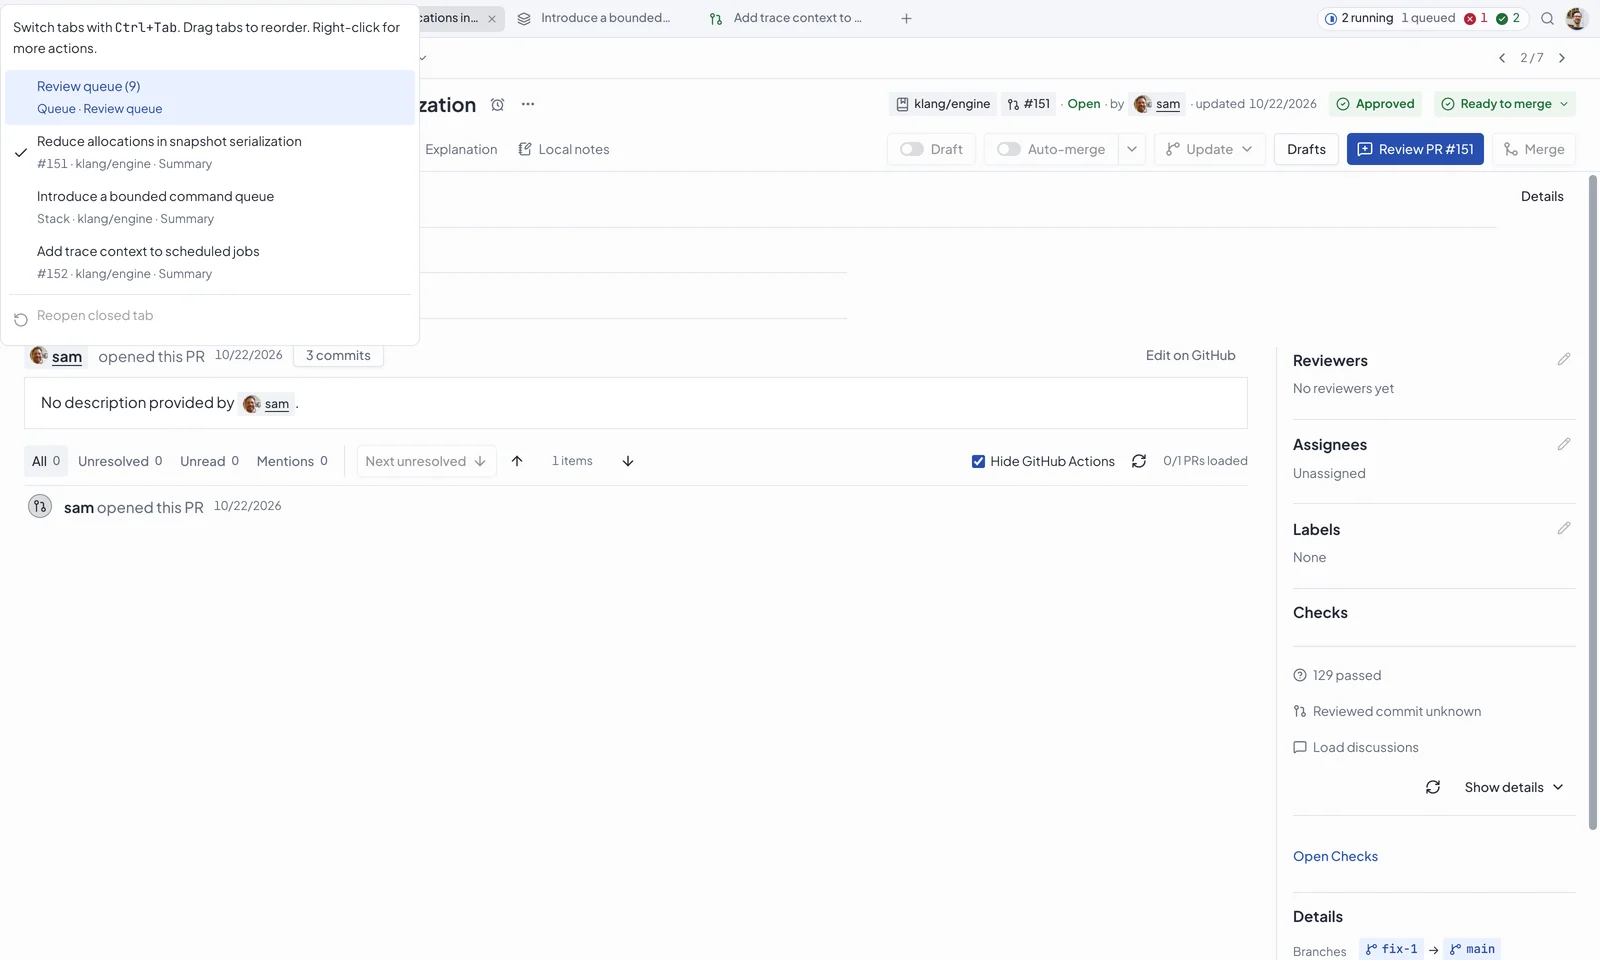 Switch tabs with Ctrl+Tab. Drag tabs to reorder. Right-click for
more actions.
Review queue (9)
Queue · Review queue
Reduce allocations in snapshot serialization
#151 · klang/engine · Summary
Introduce a bounded command queue
Stack · klang/engine · Summary
Add trace context to scheduled jobs
#152 · klang/engine · Summary
Reopen closed tab
cations in...
Introduce a bounded...
Add trace context to ...
2 running 1 queued 1 2
2/7
zation
klang/engine #151 · Open · by sam · updated 10/22/2026 Approved Ready to merge
Explanation Local notes
Draft Auto-merge Update Drafts Review PR #151 Merge
Details
sam opened this PR 10/22/2026 3 commits Edit on GitHub
No description provided by sam .
All 0 Unresolved 0 Unread 0 Mentions 0 Next unresolved 1 items Hide GitHub Actions 0/1 PRs loaded
sam opened this PR 10/22/2026
Reviewers
No reviewers yet
Assignees
Unassigned
Labels
None
Checks
129 passed
Reviewed commit unknown
Load discussions
Show details
Open Checks
Details
Branches fix-1 → main